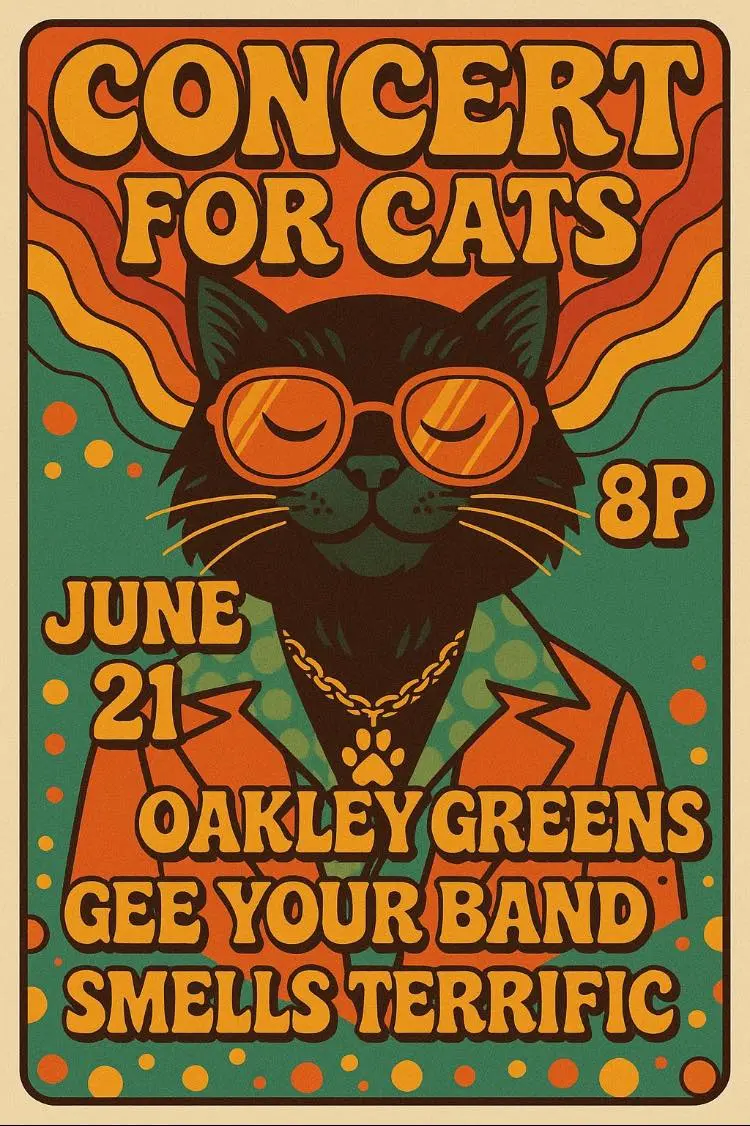 CONCERT
FOR CATS
8P
JUNE
21
OAKLEY GREENS
GEE YOUR BAND
SMELLS TERRIFIC